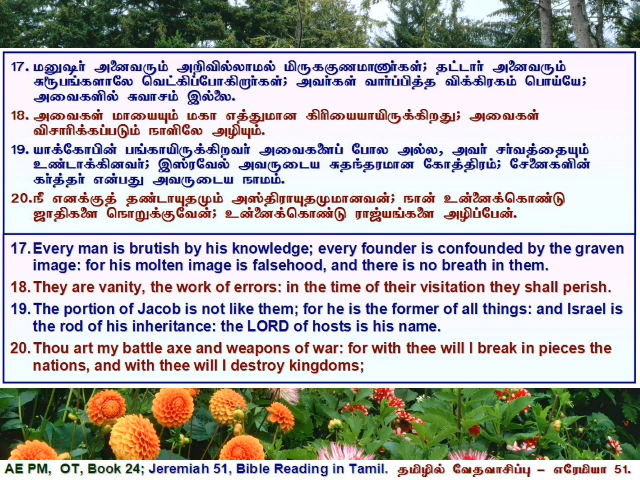 17. மனுஷர் அனைவரும் அறிவில்லாமல் மிருககுணமானார்கள்; தட்டார் அனைவரும்
சுரூபங்களாலே வெட்கிப்போகிறார்கள்; அவர்கள் வார்ப்பித்த விக்கிரகம் பொய்யே;
அவைகளில் சுவாசம் இல்லை.
18. அவைகள் மாயையும் மகா எத்துமான கிரியையாயிருக்கிறது; அவைகள்
விசாரிக்கப்படும் நாளிலே அழியும்.
19. யாக்கோபின் பங்காயிருக்கிறவர் அவைகளைப் போல அல்ல, அவர் சர்வத்தையும்
உண்டாக்கினவர்; இஸ்ரவேல் அவருடைய சுதந்தரமான கோத்திரம்; சேனைகளின்
கர்த்தர் என்பது அவருடைய நாமம்.
20. நீ எனக்குத் தண்டாயுதமும் அஸ்திராயுதமுமானவன்; நான் உன்னைக்கொண்டு
ஜாதிகளை நொறுக்குவேன்; உன்னைக்கொண்டு ராஜ்யங்களை அழிப்பேன்.
17. Every man is brutish by his knowledge; every founder is confounded by the graven
image: for his molten image is falsehood, and there is no breath in them.
18. They are vanity, the work of errors: in the time of their visitation they shall perish.
19. The portion of Jacob is not like them; for he is the former of all things: and Israel is
the rod of his inheritance: the LORD of hosts is his name.
20. Thou art my battle axe and weapons of war: for with thee will I break in pieces the
nations, and with thee will I destroy kingdoms;
AE PM, OT, Book 24; Jeremiah 51, Bible Reading in Tamil. தமிழில் வேதவாசிப்பு – எரேமியா 51.